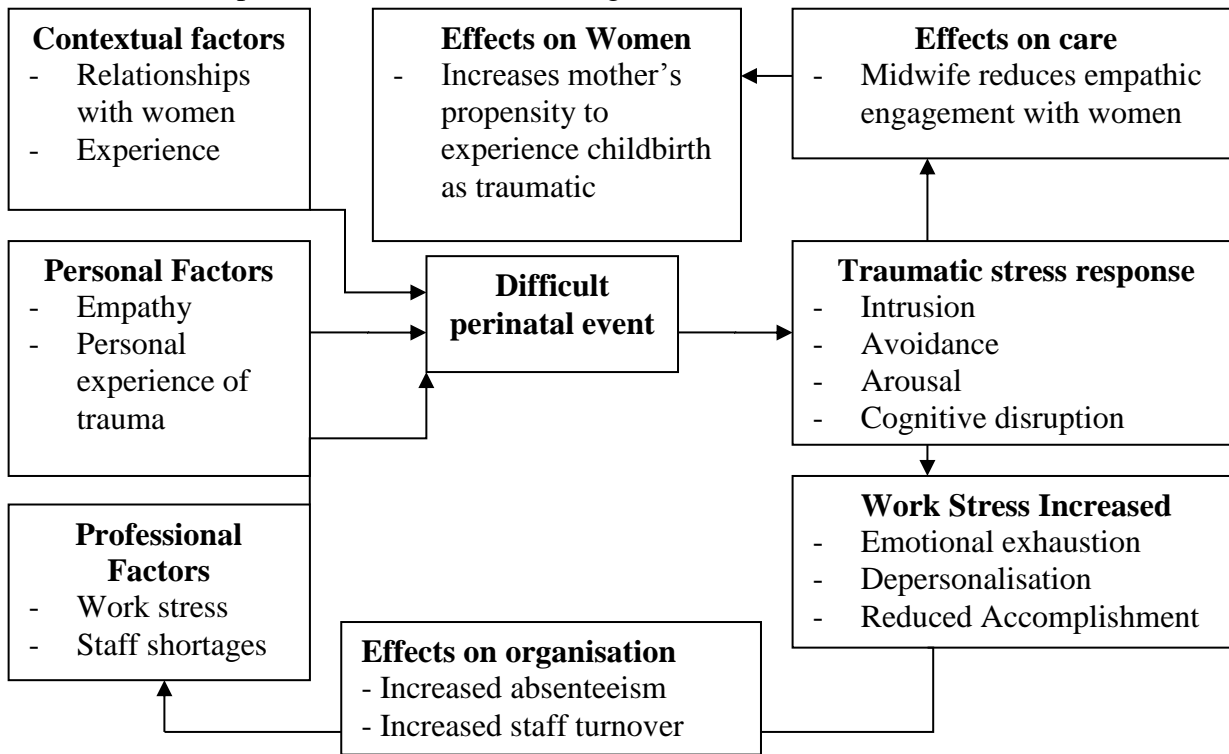 Contextual factors
- Relationships
with women
- Experience
Effects on Women
- Increases mother's
propensity to
experience childbirth
as traumatic
Effects on care
- Midwife reduces empathic
engagement with women
Personal Factors
- Empathy
- Personal
experience of
trauma
Difficult
perinatal event
Traumatic stress response
- Intrusion
- Avoidance
- Arousal
- Cognitive disruption
Professional
Factors
- Work stress
- Staff shortages
Work Stress Increased
- Emotional exhaustion
- Depersonalisation
- Reduced Accomplishment
Effects on organisation
- Increased absenteeism
- Increased staff turnover